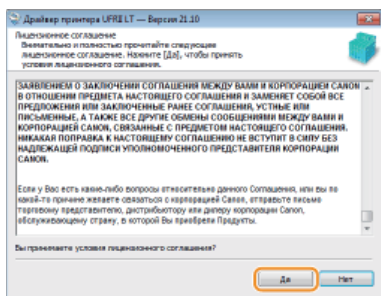 Драйвер принтера UFRII LT — Версия 21.10
Лицензионное соглашение
Внимательно и полностью прочитайте следующее
лицензионное соглашение. Нажмите [Да], чтобы принять
условия лицензионного соглашения.
ЗАЯВЛЕНИЕМ О ЗАКЛЮЧЕНИИ СОГЛАШЕНИЯ МЕЖДУ ВАМИ И КОРПОРАЦИЕЙ CANON
В ОТНОШЕНИИ ПРЕДМЕТА НАСТОЯЩЕГО СОГЛАШЕНИЯ И ЗАМЕНЯЕТ СОБОЙ ВСЕ
ПРЕДЛОЖЕНИЯ ИЛИ ЗАКЛЮЧЕННЫЕ РАНЕЕ СОГЛАШЕНИЯ, УСТНЫЕ ИЛИ
ПИСЬМЕННЫЕ, А ТАКЖЕ ВСЕ ДРУГИЕ ОБМЕНЫ СООБЩЕНИЯМИ МЕЖДУ ВАМИ И
КОРПОРАЦИЕЙ CANON, СВЯЗАННЫЕ С ПРЕДМЕТОМ НАСТОЯЩЕГО СОГЛАШЕНИЯ.
НИКАКАЯ ПОПРАВКА К НАСТОЯЩЕМУ СОГЛАШЕНИЮ НЕ ВСТУПИТ В СИЛУ БЕЗ
НАДЛЕЖАЩЕЙ ПОДПИСИ УПОЛНОМОЧЕННОГО ПРЕДСТАВИТЕЛЯ КОРПОРАЦИИ
CANON.
Если у Вас есть какие-либо вопросы относительно данного Соглашения, или вы по
какой-то причине желаете связаться с корпорацией Canon, отправьте письмо
торговому представителю, дистрибьютору или дилеру корпорации Canon,
обслуживающему страну, в которой Вы приобрели Продукты.
Вы принимаете условия лицензионного соглашения?
Да
Нет